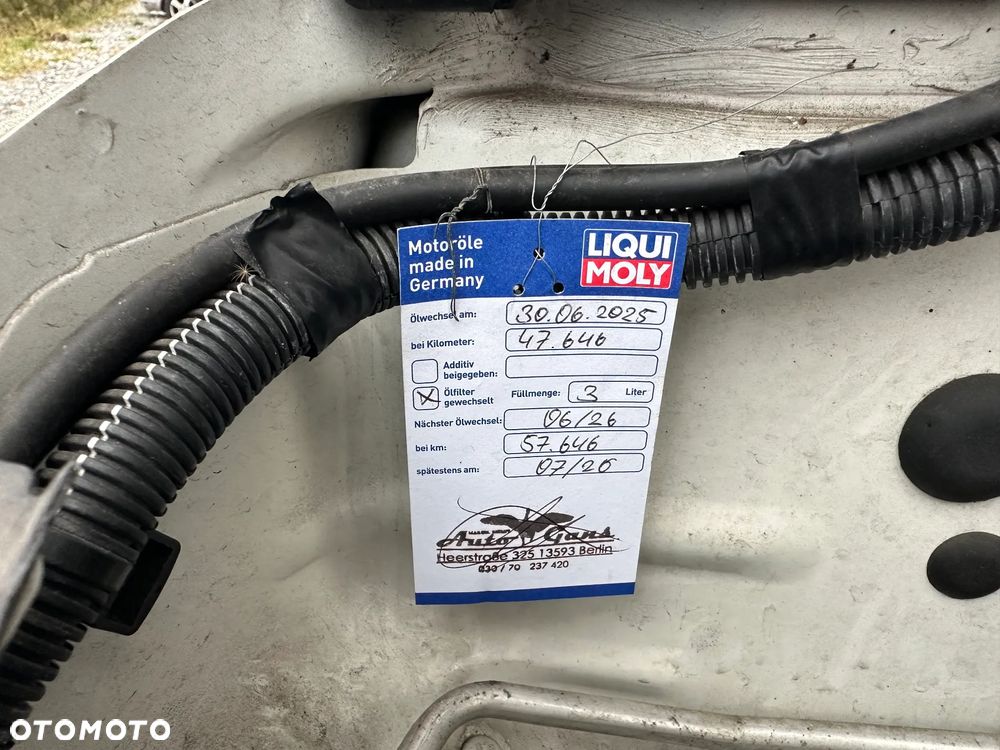 Motoröle
made in
Germany
LIQUI
MOLY
Ölwechsel am: 30.06.2025
bei Kilometer: 47.646
Additiv
beigegeben:
Ölfilter
gewechselt
Füllmenge: 3 Liter
Nächster Ölwechsel: 06/26
bei km: 57.646
spätestens am: 07/26
Auto Gans
Heerstraße 325 13593 Berlin
030/70 237 420
OTOMOTO